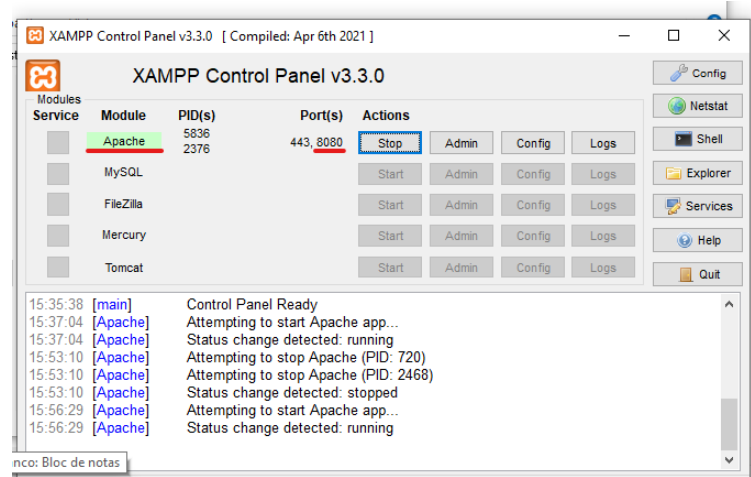 XAMPP Control Panel v3.3.0 [ Compiled: Apr 6th 2021 ]
XAMPP Control Panel v3.3.0
Config
Modules
Service Module PID(s) Port(s) Actions
Netstat
Apache 5836 2376 443, 8080 Stop Admin Config Logs
Shell
MySQL Start Admin Config Logs
Explorer
FileZilla Start Admin Config Logs
Services
Mercury Start Admin Config Logs
Help
Tomcat Start Admin Config Logs
Quit
15:35:38 [main] Control Panel Ready
15:37:04 [Apache] Attempting to start Apache app...
15:37:04 [Apache] Status change detected: running
15:53:10 [Apache] Attempting to stop Apache (PID: 720)
15:53:10 [Apache] Attempting to stop Apache (PID: 2468)
15:53:10 [Apache] Status change detected: stopped
15:56:29 [Apache] Attempting to start Apache app...
15:56:29 [Apache] Status change detected: running
nco: Bloc de notas